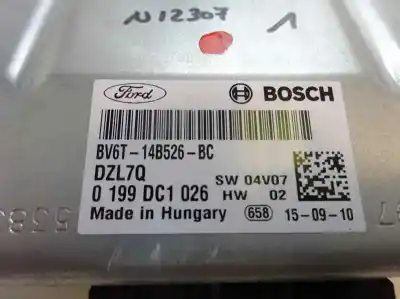 N12307 1
Ford BOSCH
BV6T-14B526-BC
DZL7Q SW 04V07
0 199 DC1 026 HW 02
Made in Hungary 658 15-09-10